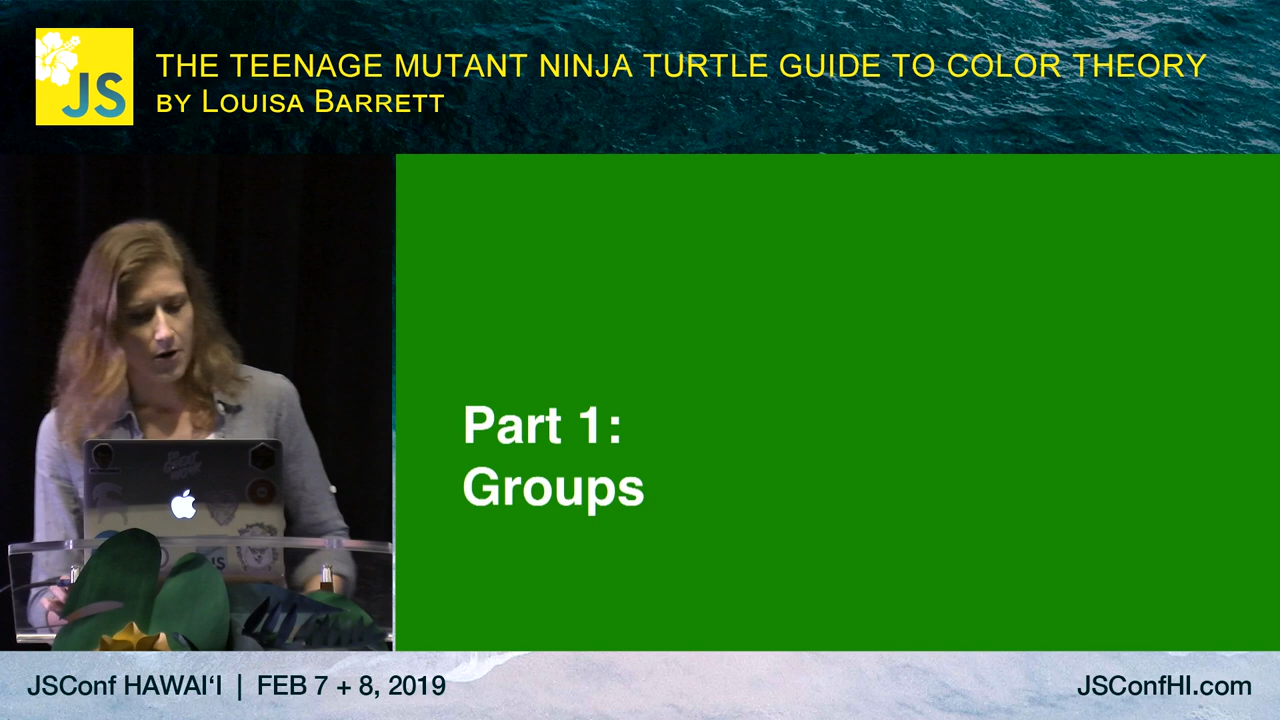 JS
THE TEENAGE MUTANT NINJA TURTLE GUIDE TO COLOR THEORY
BY LOUISA BARRETT
Part 1:
Groups
JS
JSConf HAWAI‘I | FEB 7 + 8, 2019
JSConfHI.com